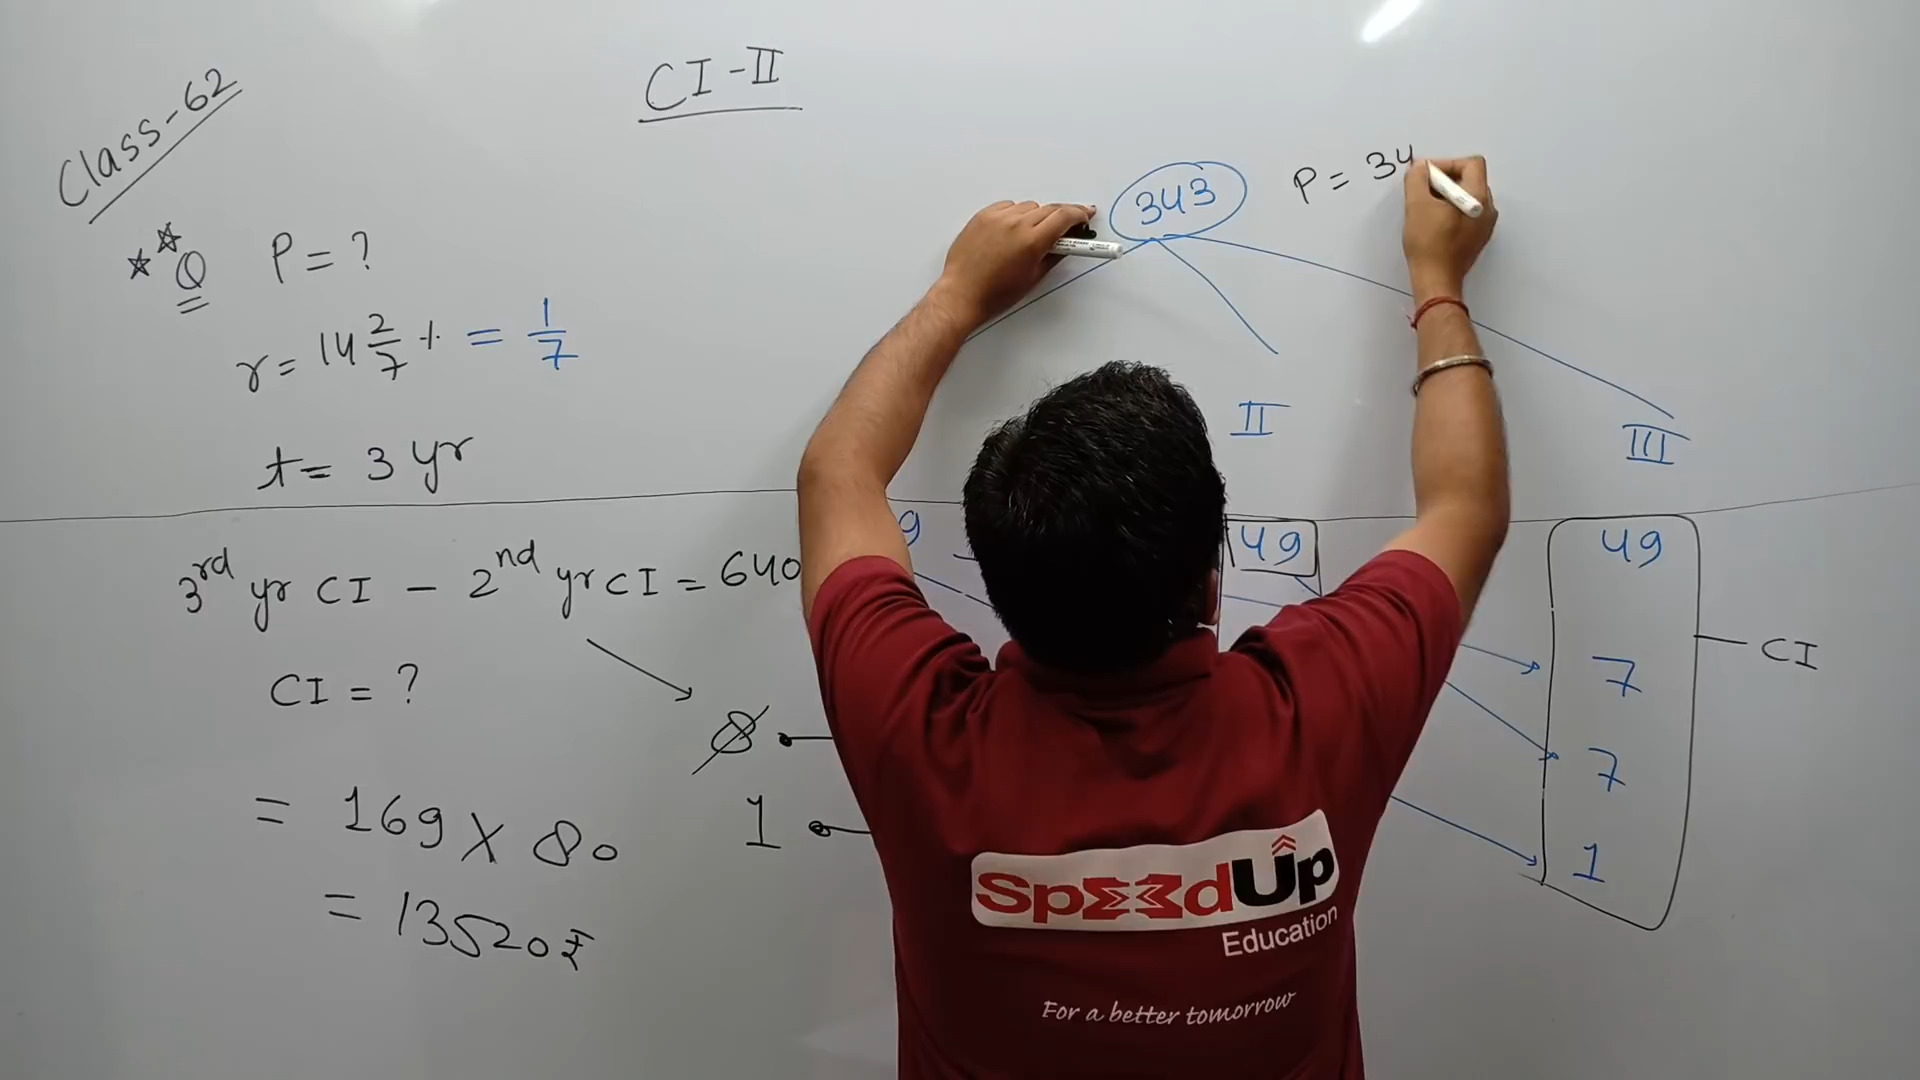 Class-62
CI-II
Q P = ?
r = 14 2/7 % = 1/7
t = 3 yr
343
P = 34
II
III
3rd yr CI - 2nd yr CI = 640
CI = ?
= 169 X 80
= 13520₹
8
1
9
49
49
7
7
1
CI
SpEEdUp
Education
For a better tomorrow